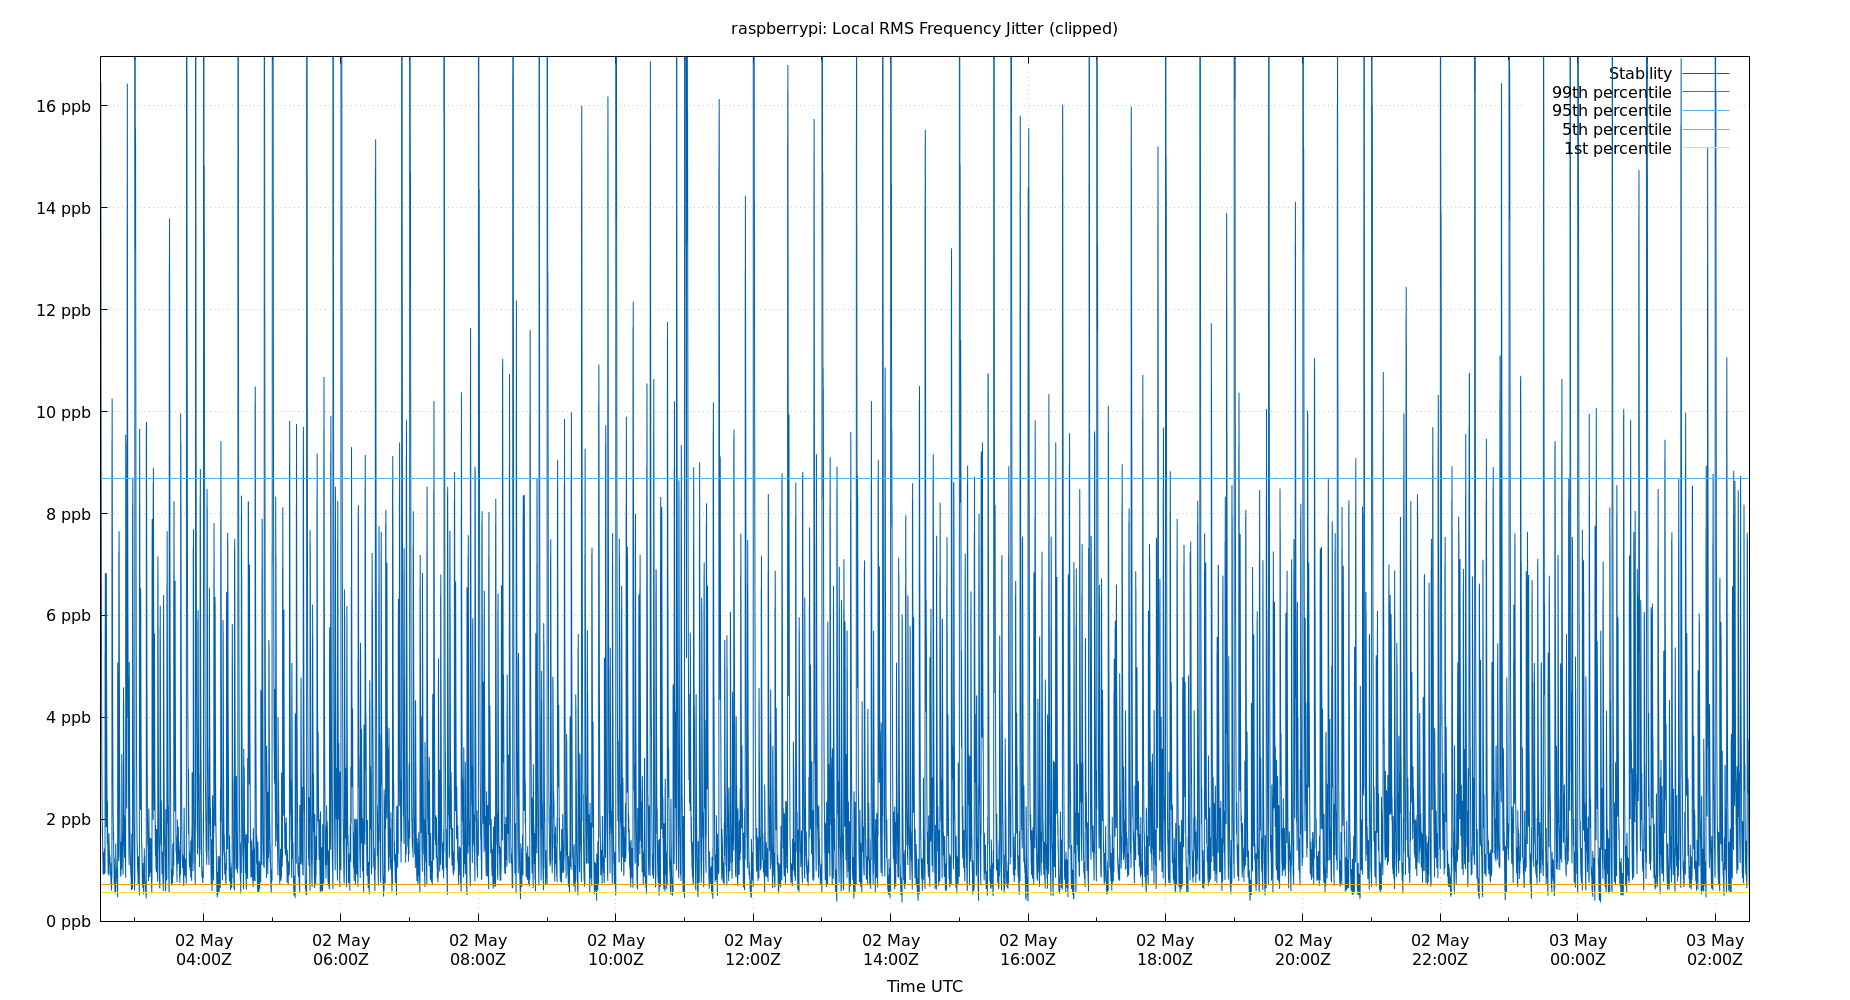 raspberrypi: Local RMS Frequency Jitter (clipped)
Stability
99th percentile
95th percentile
5th percentile
1st percentile
16 ppb
14 ppb
12 ppb
10 ppb
8 ppb
6 ppb
4 ppb
2 ppb
0 ppb
02 May
04:00Z
02 May
06:00Z
02 May
08:00Z
02 May
10:00Z
02 May
12:00Z
02 May
14:00Z
02 May
16:00Z
02 May
18:00Z
02 May
20:00Z
02 May
22:00Z
03 May
00:00Z
03 May
02:00Z
Time UTC